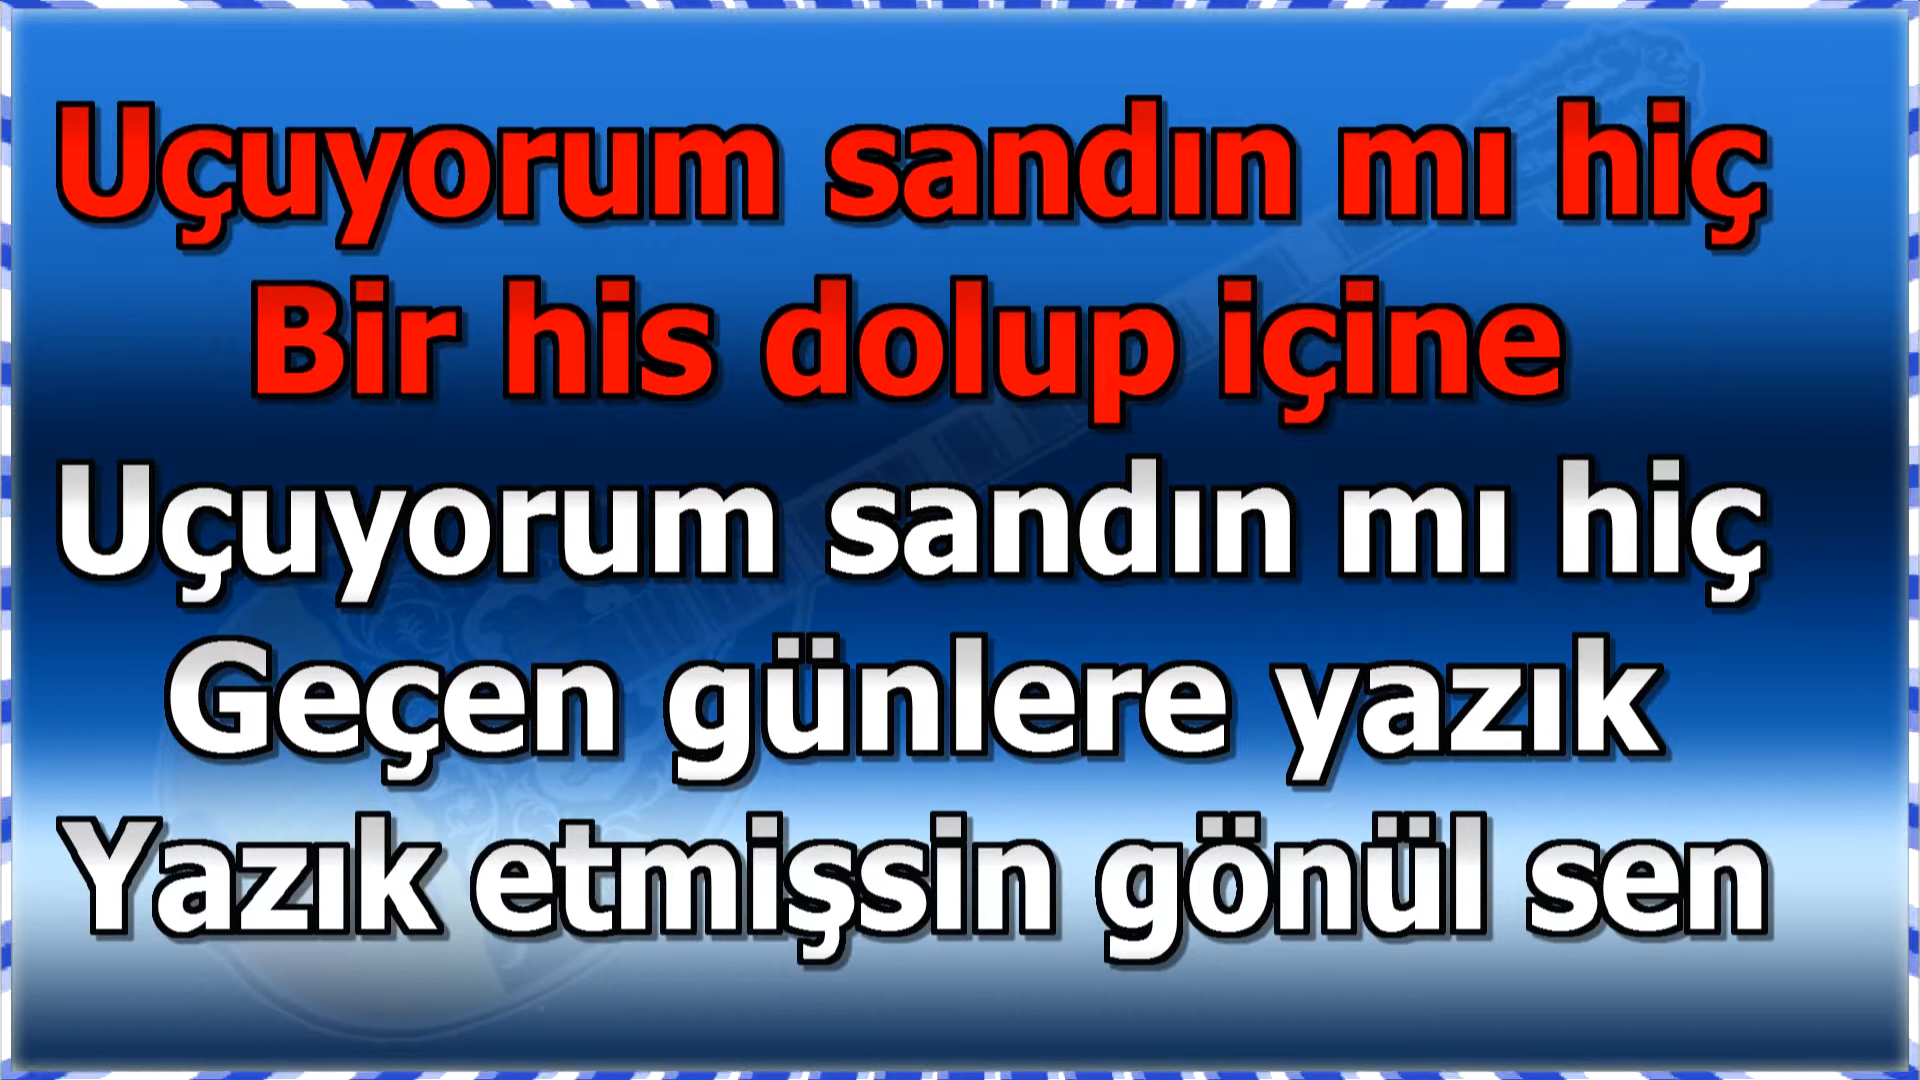 Uçuyorum sandın mı hiç
Bir his dolup içine
Uçuyorum sandın mı hiç
Geçen günlere yazık
Yazık etmişsin gönül sen